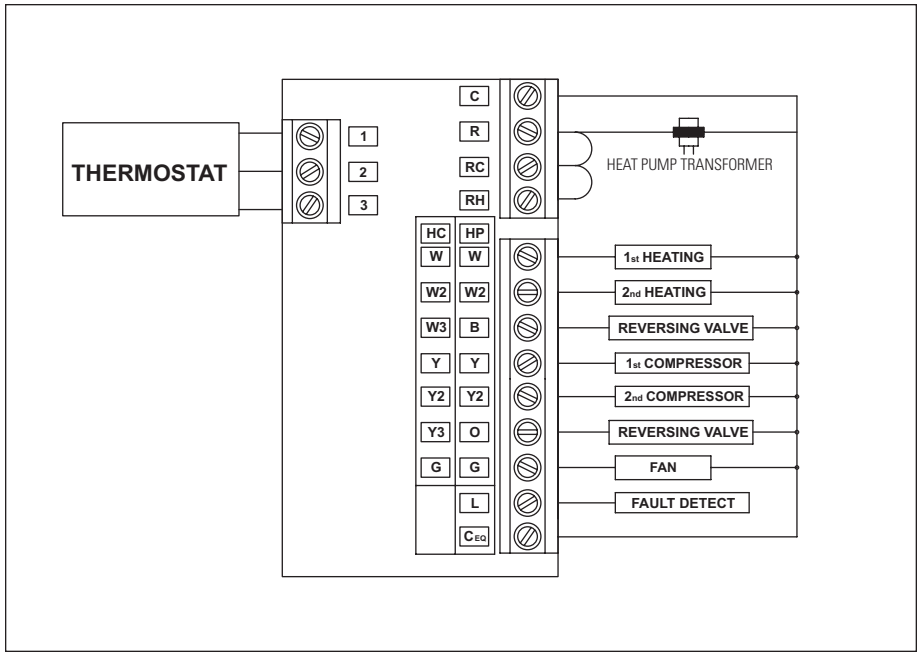 C
THERMOSTAT
1
R
2
RC
HEAT PUMP TRANSFORMER
3
RH
HC HP
W W 1st HEATING
W2 W2 2nd HEATING
W3 B REVERSING VALVE
Y Y 1st COMPRESSOR
Y2 Y2 2nd COMPRESSOR
Y3 O REVERSING VALVE
G G FAN
L FAULT DETECT
CEQ